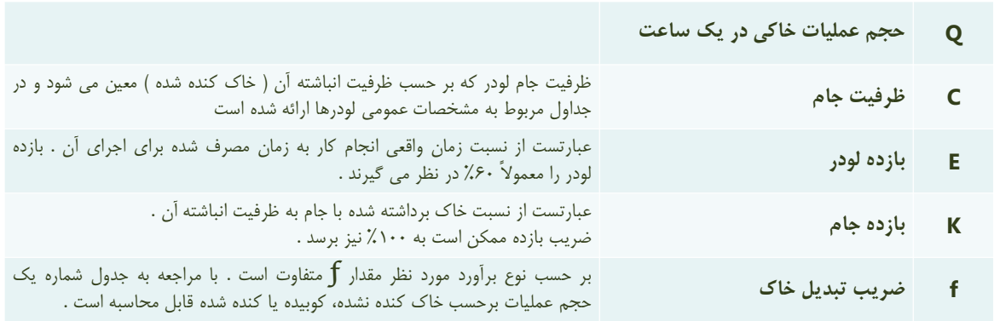 Q حجم عملیات خاکی در یک ساعت
C ظرفیت جام ظرفیت جام لودر که بر حسب ظرفیت انباشته آن ( خاک کنده شده ) معین می شود و در
جداول مربوط به مشخصات عمومی لودرها ارائه شده است
E بازده لودر عبارتست از نسبت زمان واقعی انجام کار به زمان مصرف شده برای اجرای آن . بازده
لودر را معمولاً ۶۰٪ در نظر می گیرند .
K بازده جام عبارتست از نسبت خاک برداشته شده با جام به ظرفیت انباشته آن .
ضریب بازده ممکن است به ۱۰۰٪ نیز برسد .
f ضریب تبدیل خاک بر حسب نوع برآورد مورد نظر مقدار f متفاوت است . با مراجعه به جدول شماره یک
حجم عملیات برحسب خاک کنده نشده، کوبیده یا کنده شده قابل محاسبه است .